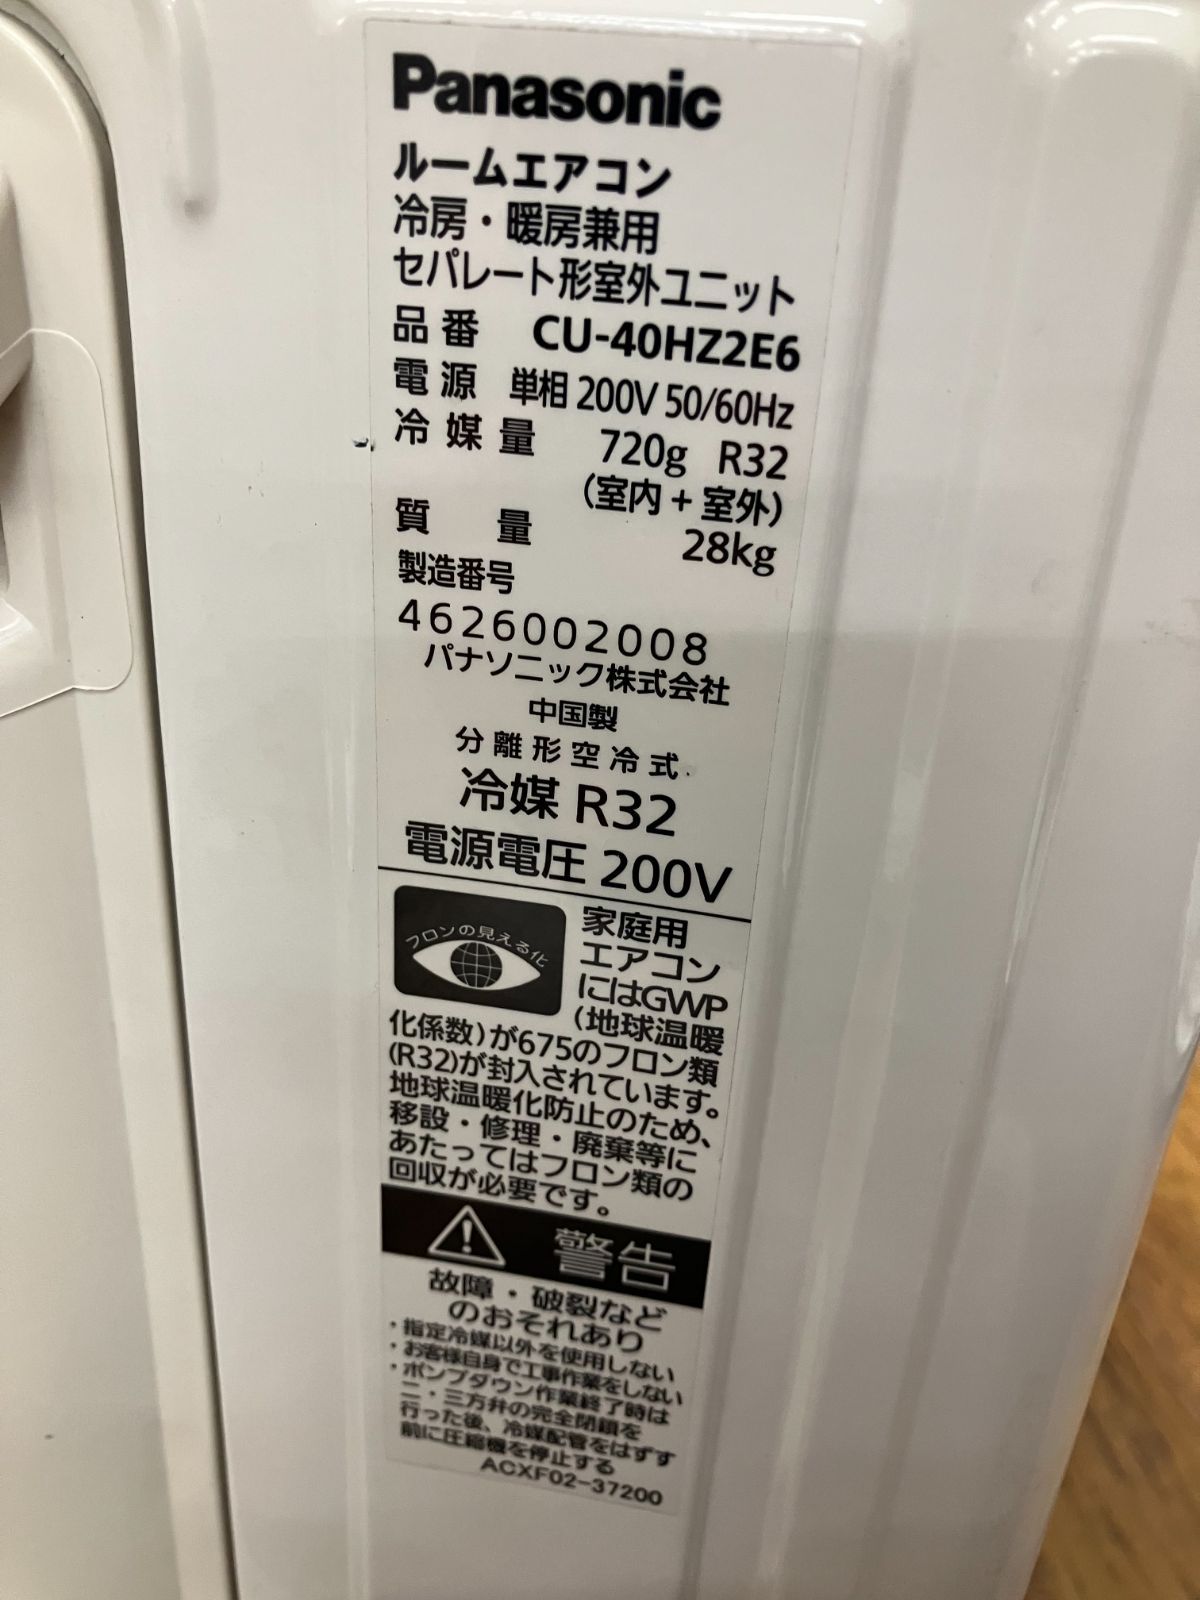 Panasonic
ルームエアコン
冷房・暖房兼用
セパレート形室外ユニット
品番 CU-40HZ2E6
電源 単相 200V 50/60Hz
冷媒量 720g R32
(室内+室外)
質量 28kg
製造番号
4626002008
パナソニック株式会社
中国製
分離形空冷式
冷媒 R32
電源電圧 200V
フロンの見える化
家庭用
エアコン
にはGWP
(地球温暖
化係数)が675のフロン類
(R32)が封入されています。
地球温暖化防止のため、
移設・修理・廃棄等に
あたってはフロン類の
回収が必要です。
警告
故障・破裂など
のおそれあり
・指定冷媒以外を使用しない
・お客様自身で工事作業をしない
・ポンプダウン作業終了時は
二・三方弁の完全閉鎖を
行った後、冷媒配管をはずす
前に圧縮機を停止する
ACXF02-37200